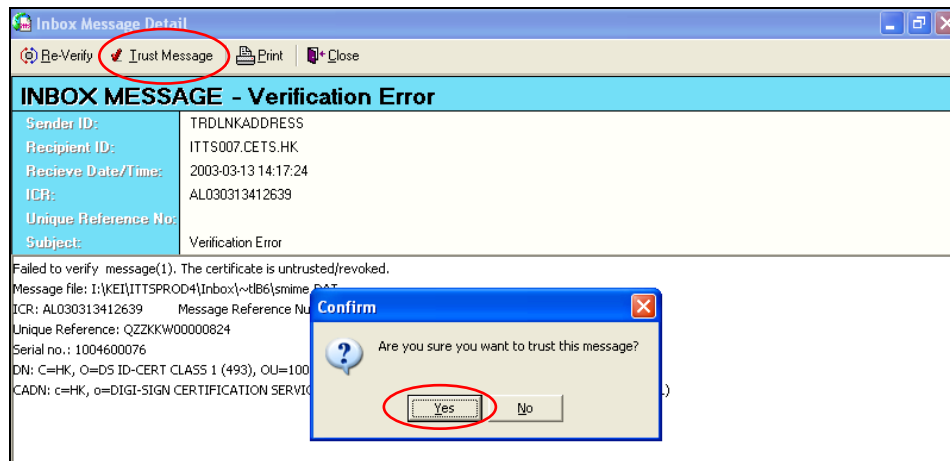 Inbox Message Detail
Re-Verify Trust Message Print Close
INBOX MESSAGE - Verification Error
Sender ID: TRDLNKADDRESS
Recipient ID: ITTS007.CETS.HK
Recieve Date/Time: 2003-03-13 14:17:24
ICR: AL030313412639
Unique Reference No:
Subject: Verification Error
Failed to verify message(1). The certificate is untrusted/revoked.
Message file: I:\KEI\ITTSPROD4\Inbox\~tlB6\smime.DAT
ICR: AL030313412639 Message Reference Nu
Unique Reference: QZZKKW00000824
Serial no.: 1004600076
DN: C=HK, O=DS ID-CERT CLASS 1 (493), OU=100
CADN: c=HK, o=DIGI-SIGN CERTIFICATION SERVIC
Confirm
Are you sure you want to trust this message?
Yes No